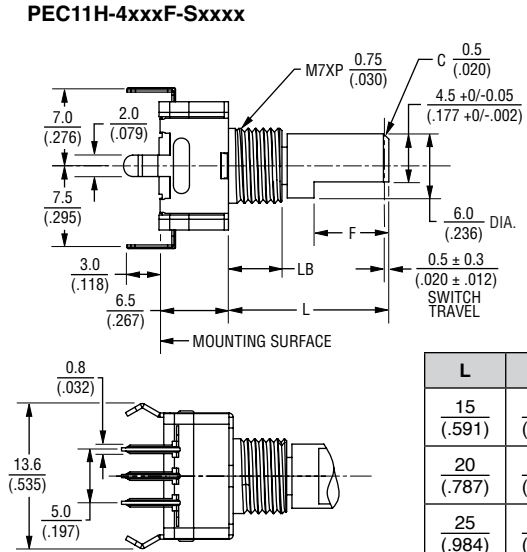 PEC11H-4xxxF-Sxxxx
M7XP 0.75
(.030)
C 0.5
(.020)
4.5 +0/-0.05
(.177 +0/-.002)
7.0
(.276)
2.0
(.079)
7.5
(.295)
6.0
(.236) DIA.
F
3.0
(.118)
LB
0.5 ± 0.3
(.020 ± .012)
SWITCH
TRAVEL
6.5
(.267)
L
MOUNTING SURFACE
0.8
(.032)
13.6
(.535)
5.0
(.197)
L
15
(.591)
20
(.787)
25
(.984)